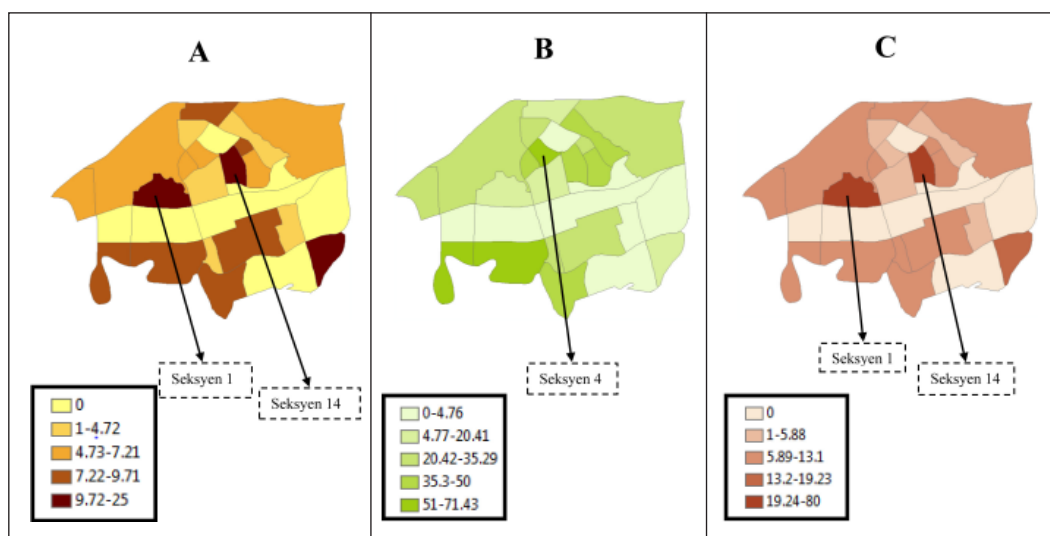 A
Seksyen 1
Seksyen 14
0
1-4.72
4.73-7.21
7.22-9.71
9.72-25
B
Seksyen 4
0-4.76
4.77-20.41
20.42-35.29
35.3-50
51-71.43
C
Seksyen 1
Seksyen 14
0
1-5.88
5.89-13.1
13.2-19.23
19.24-80